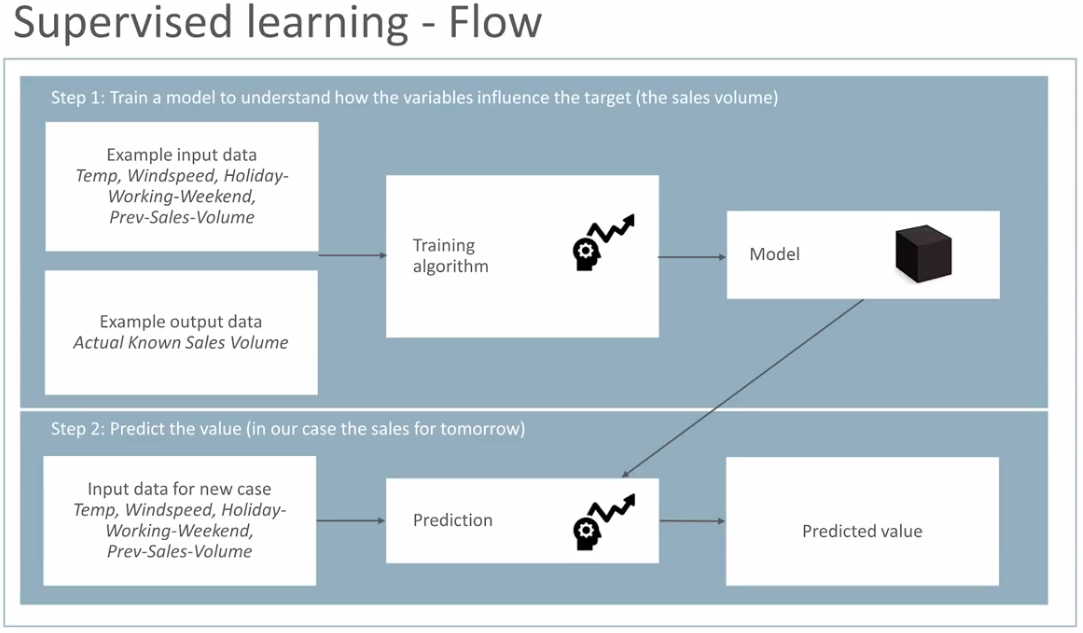 Supervised learning - Flow
Step 1: Train a model to understand how the variables influence the target (the sales volume)
Example input data
Temp, Windspeed, Holiday-
Working-Weekend,
Prev-Sales-Volume
Training
algorithm
Model
Example output data
Actual Known Sales Volume
Step 2: Predict the value (in our case the sales for tomorrow)
Input data for new case
Temp, Windspeed, Holiday-
Working-Weekend,
Prev-Sales-Volume
Prediction
Predicted value